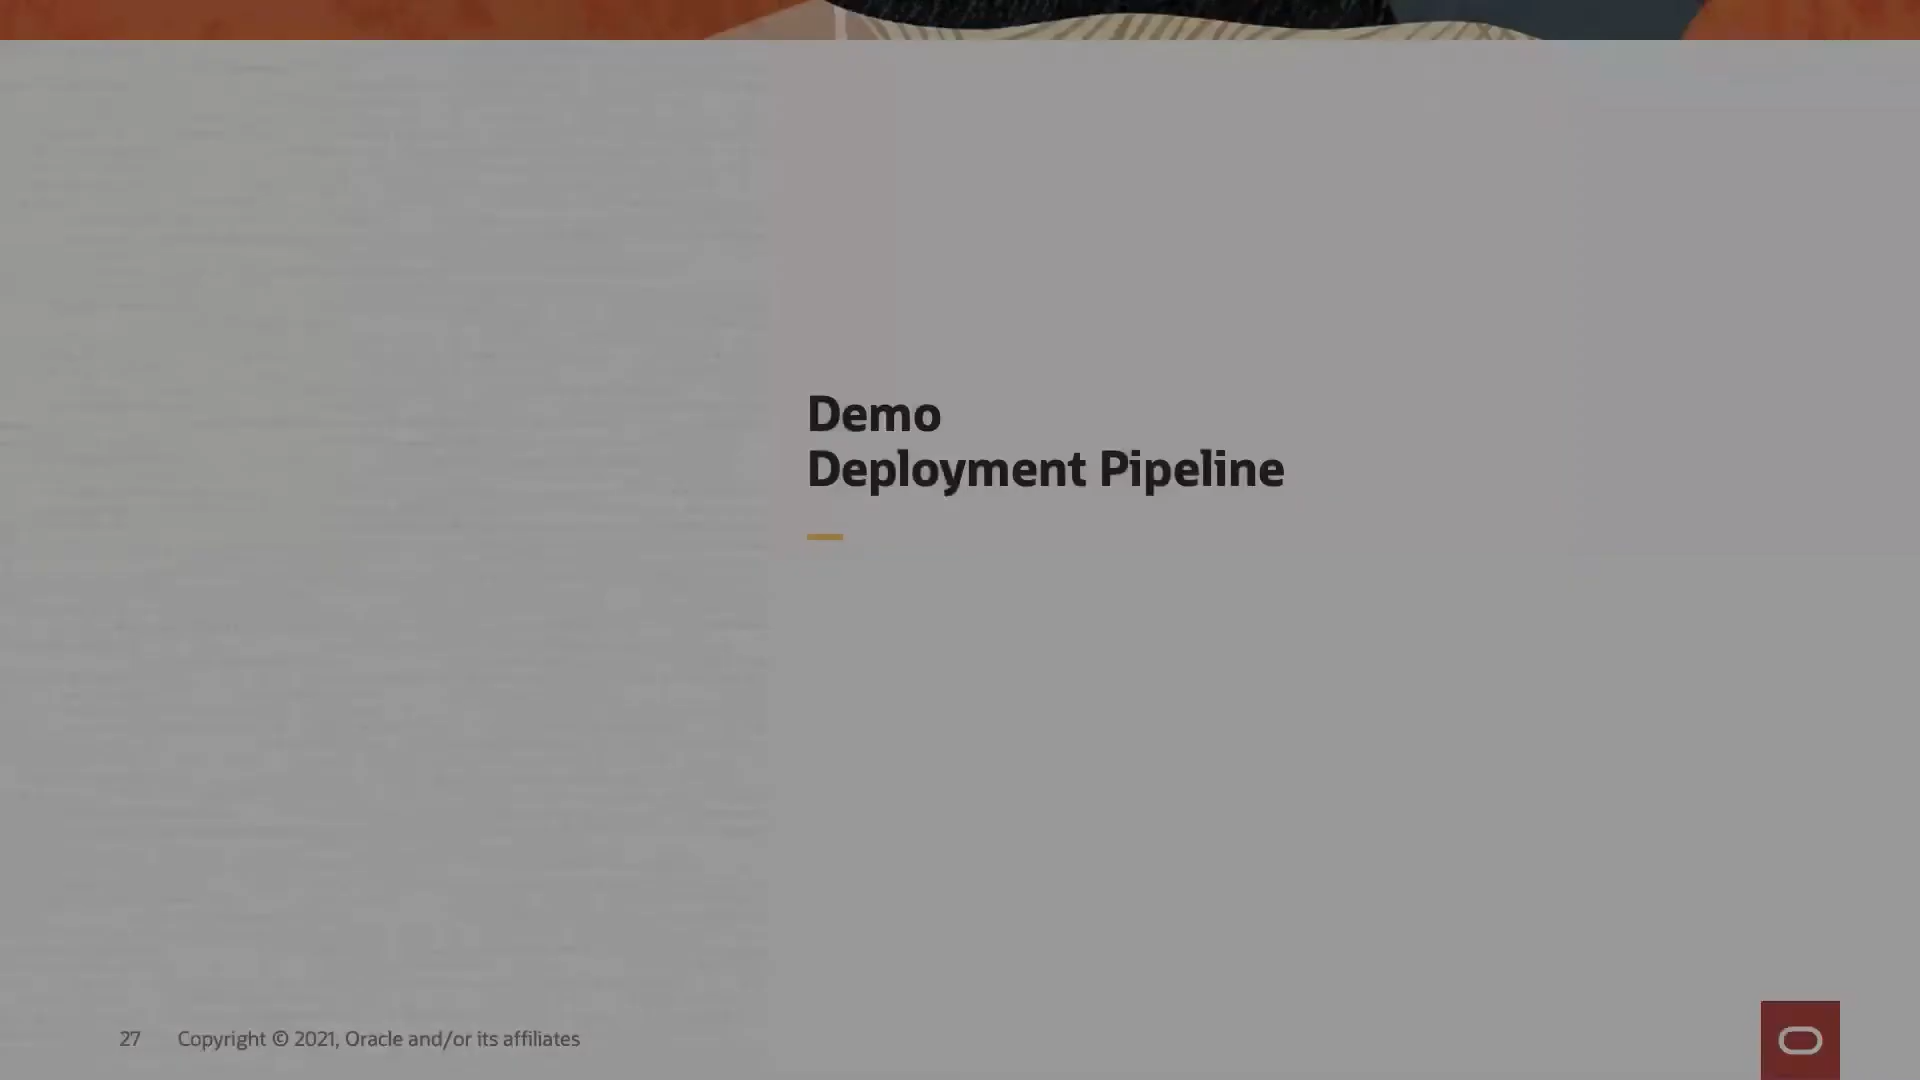 Demo
Deployment Pipeline
27 Copyright © 2021, Oracle and/or its affiliates